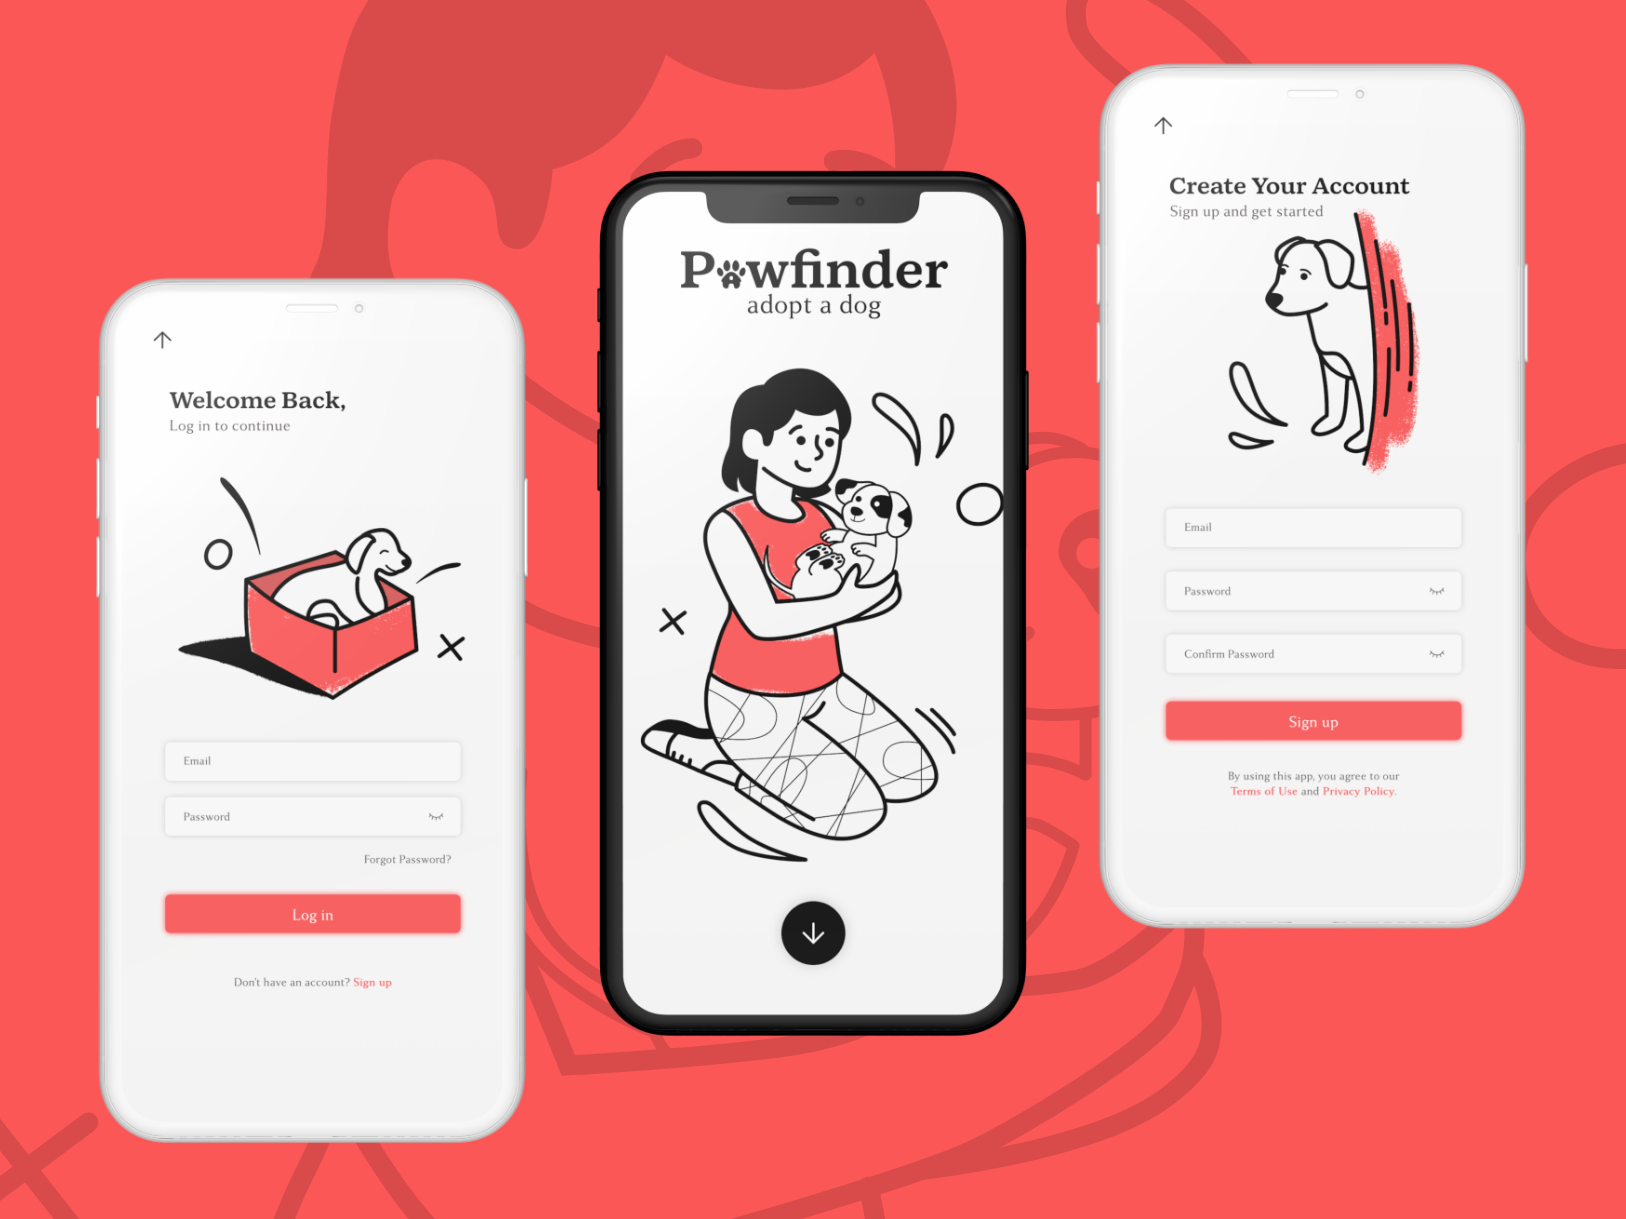 Welcome Back,
Log in to continue
Email
Password
Forgot Password?
Log in
Don't have an account? Sign up
Pawfinder
adopt a dog
Create Your Account
Sign up and get started
Email
Password
Confirm Password
Sign up
By using this app, you agree to our
Terms of Use and Privacy Policy.